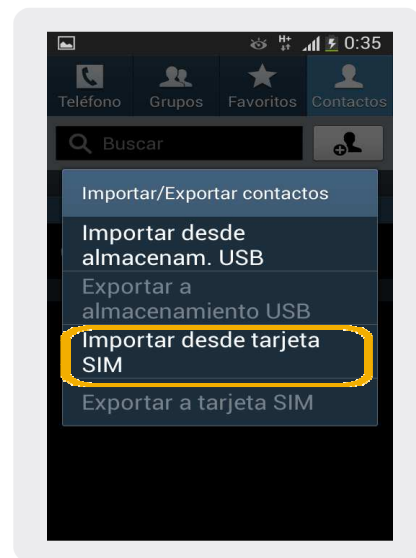 H+ 0:35
Teléfono Grupos Favoritos Contactos
Buscar
Importar/Exportar contactos
Importar desde
almacenam. USB
Exportar a
almacenamiento USB
Importar desde tarjeta
SIM
Exportar a tarjeta SIM